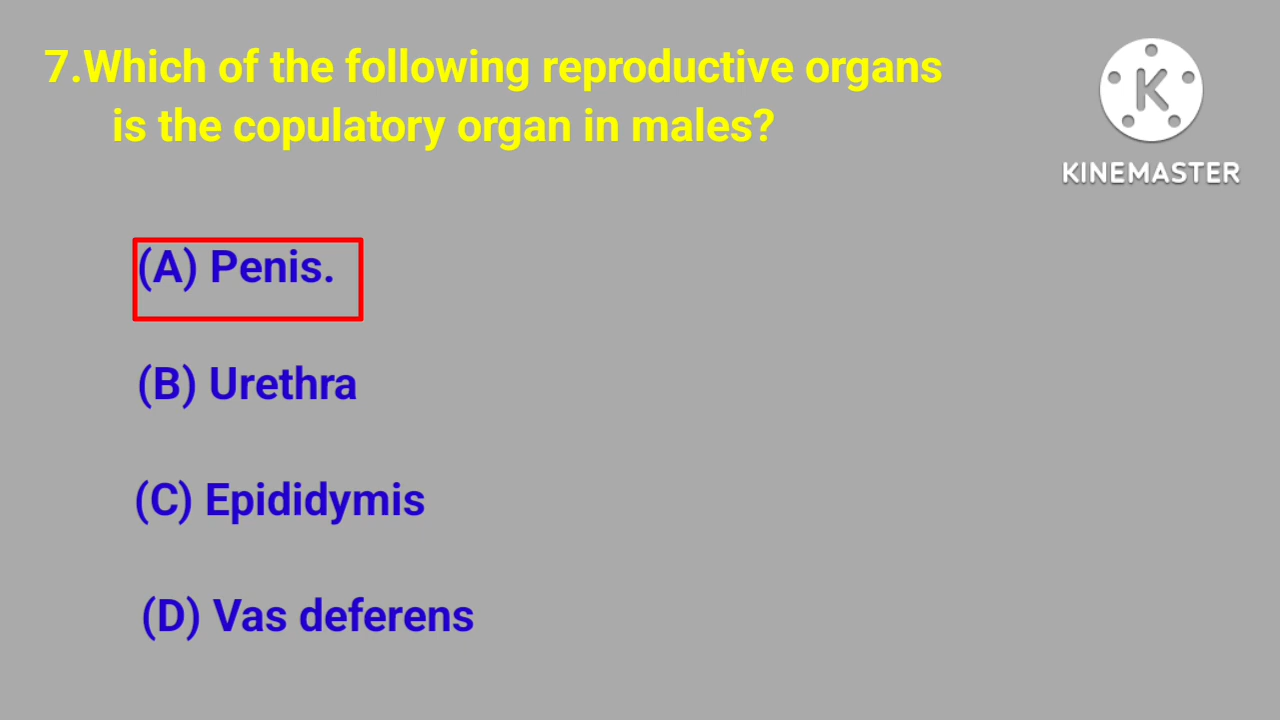 7.Which of the following reproductive organs
is the copulatory organ in males?
K
KINEMASTER
(A) Penis.
(B) Urethra
(C) Epididymis
(D) Vas deferens